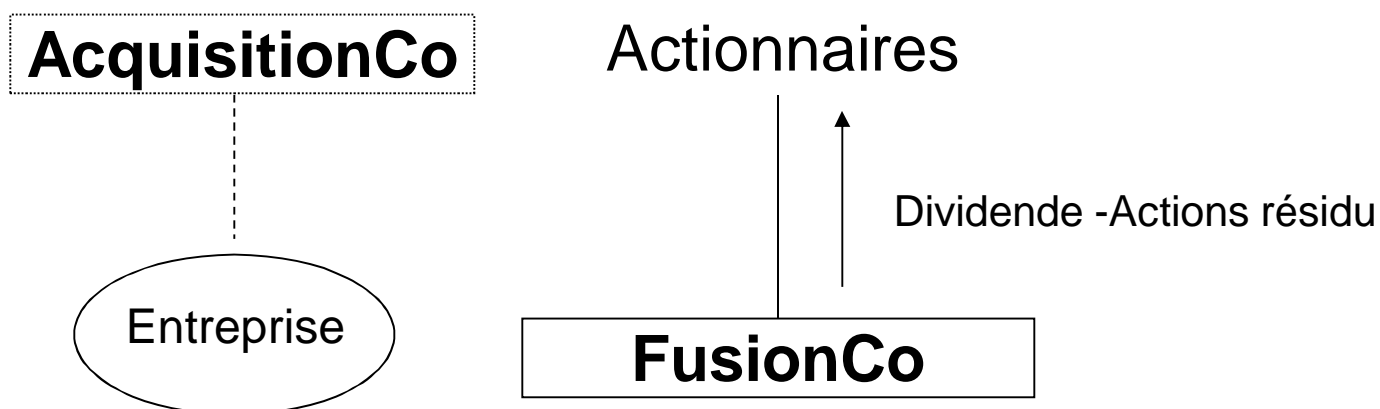 AcquisitionCo
Actionnaires
Dividende -Actions résidu
Entreprise
FusionCo